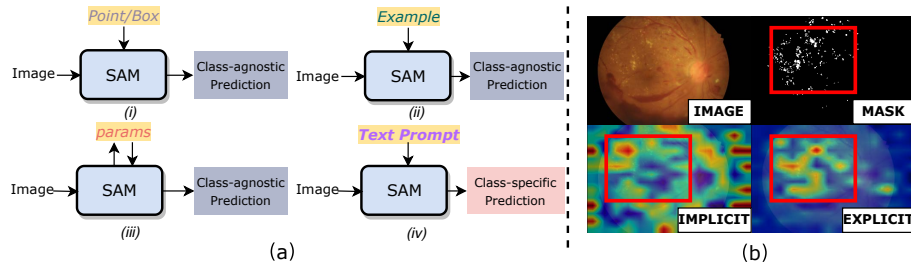 Point/Box
Image
SAM
Class-agnostic
Prediction
(i)
Example
Image
SAM
Class-agnostic
Prediction
(ii)
params
Image
SAM
Class-agnostic
Prediction
(iii)
Text Prompt
Image
SAM
Class-specific
Prediction
(iv)
(a)
IMAGE
MASK
IMPLICIT
EXPLICIT
(b)